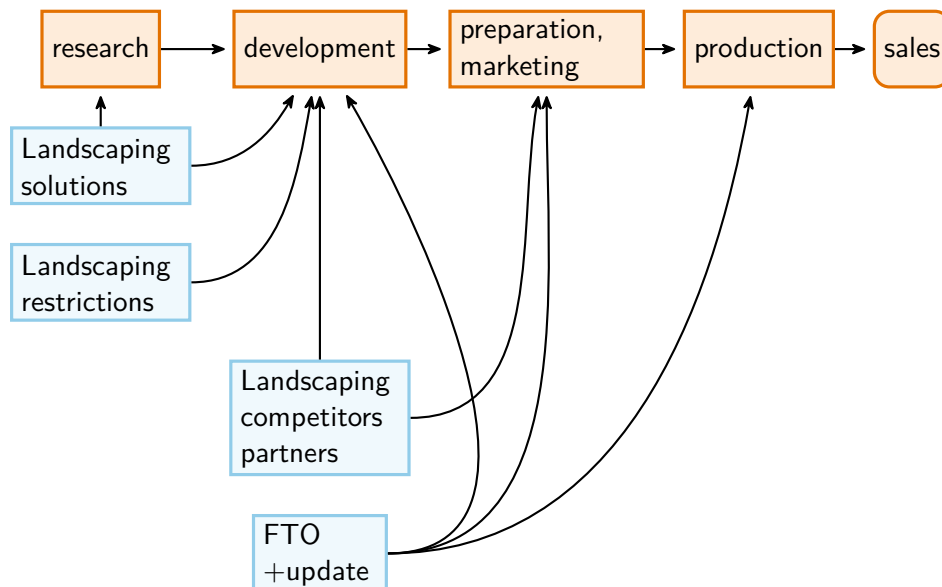 research
development
preparation,
marketing
production
sales
Landscaping
solutions
Landscaping
restrictions
Landscaping
competitors
partners
FTO
+update